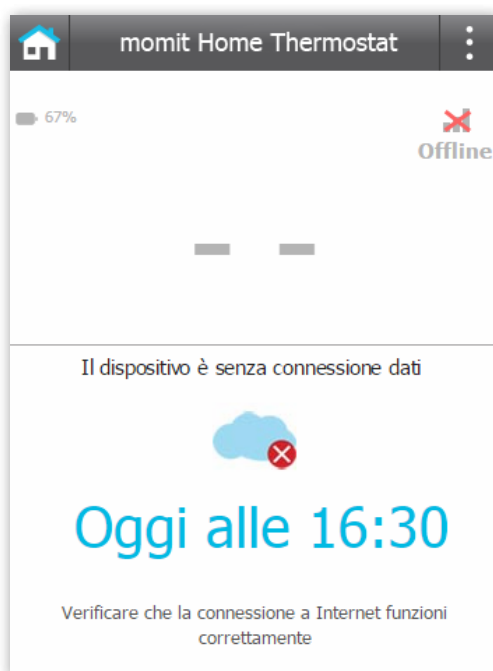 momit Home Thermostat
67%
Offline
-- --
Il dispositivo è senza connessione dati
Oggi alle 16:30
Verificare che la connessione a Internet funzioni
correttamente